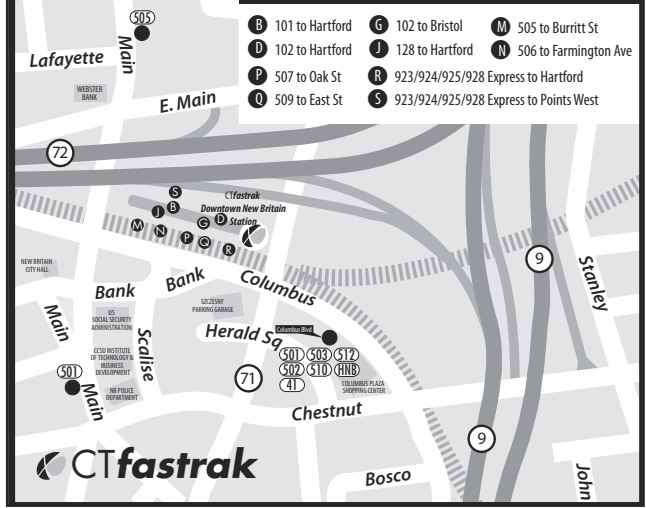 505
B 101 to Hartford
G 102 to Bristol
M 505 to Burritt St
D 102 to Hartford
J 128 to Hartford
N 506 to Farmington Ave
P 507 to Oak St
R 923/924/925/928 Express to Hartford
Q 509 to East St
S 923/924/925/928 Express to Points West
Lafayette
Main
WEBSTER
BANK
E. Main
72
S
CTfastrak
Downtown New Britain
Station
J B
G D
M N P Q R
NEW BRITAIN
CITY HALL
9
Stanley
Bank
Bank
Columbus
Main
US
SOCIAL SECURITY
ADMINISTRATION
Scalise
SZCZESNY
PARKING GARAGE
Herald Sq
Columbus Blvd
501 503 512
502 510 HNB
41
CCSU INSTITUTE
OF TECHNOLOGY &
BUSINESS
DEVELOPMENT
501
Main
NB POLICE
DEPARTMENT
71
COLUMBUS PLAZA
SHOPPING CENTER
Chestnut
9
CTfastrak
Bosco
John